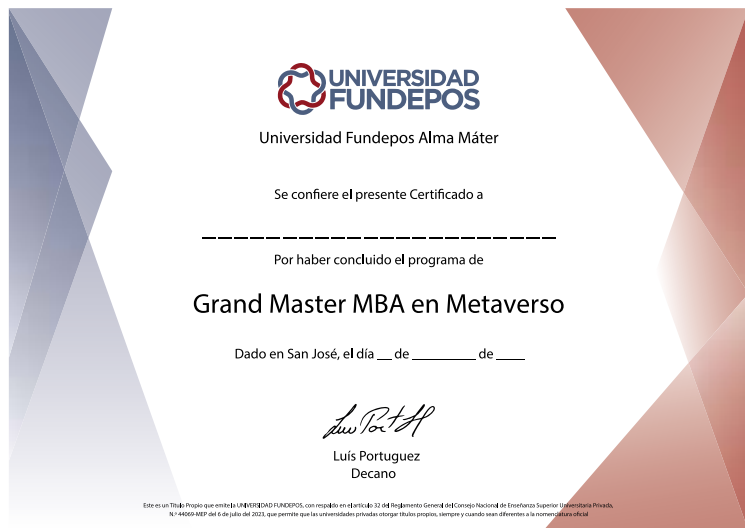 UNIVERSIDAD
FUNDEPOS
Universidad Fundepos Alma Máter
Se confiere el presente Certificado a
Por haber concluido el programa de
Grand Master MBA en Metaverso
Dado en San José, el día __ de ________ de ____
Luís Portuguez
Decano
Este es un Título Propio que emite la UNIVERSIDAD FUNDEPOS, con respaldo en el artículo 32 del Reglamento General del Consejo Nacional de Enseñanza Superior Universitaria Privada,
N.º 44069-MEP del 6 de julio del 2023, que permite que las universidades privadas otorgar títulos propios, siempre y cuando sean diferentes a la nomenclatura oficial